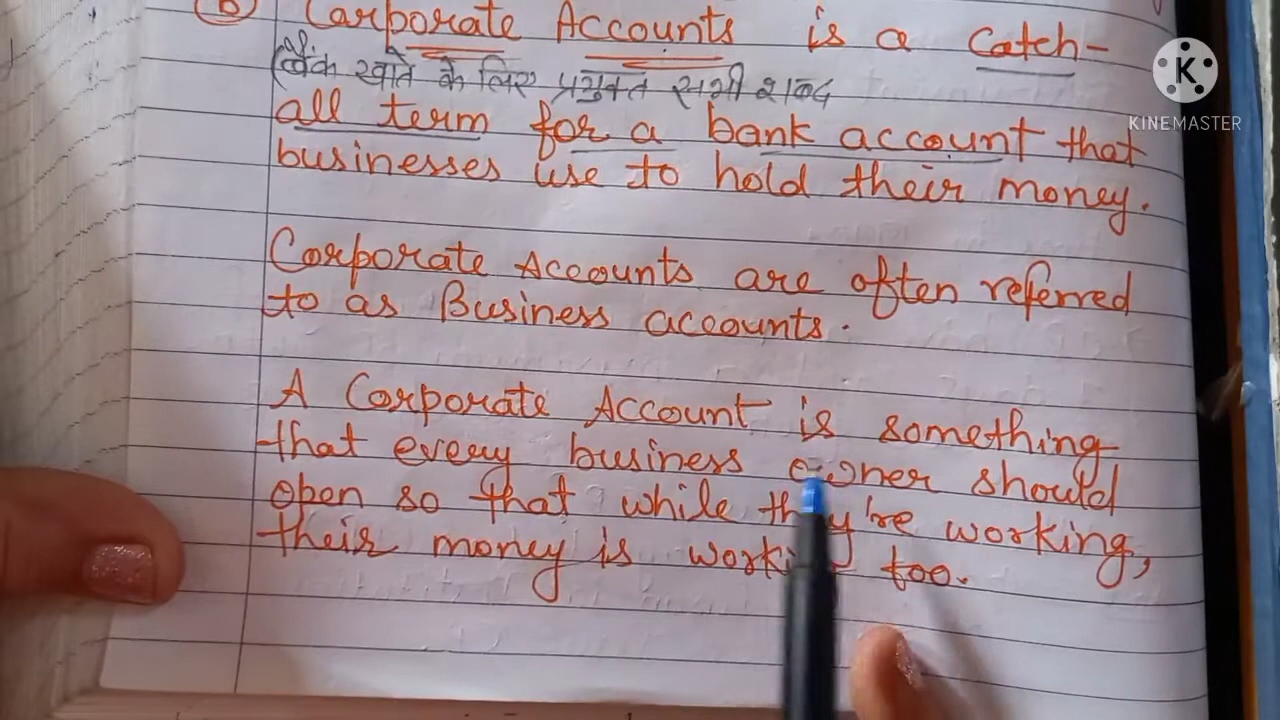 (b) Corporate Accounts is a Catch-
(बैंक खाते के लिए प्रयुक्त सभी शब्द
all term for a bank account that
businesses use to hold their money.
Corporate Accounts are often referred
to as Business accounts.
A Corporate Account is something
that every business owner should
open so that while they're working,
their money is working too.
K
KINEMASTER